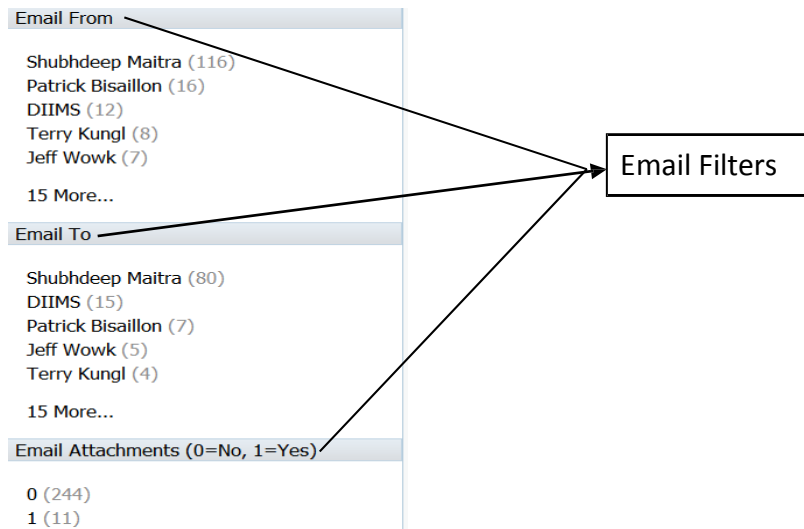 Email From
Shubhdeep Maitra (116)
Patrick Bisaillon (16)
DIIMS (12)
Terry Kungl (8)
Jeff Wowk (7)
15 More...
Email To
Shubhdeep Maitra (80)
DIIMS (15)
Patrick Bisaillon (7)
Jeff Wowk (5)
Terry Kungl (4)
15 More...
Email Attachments (0=No, 1=Yes)
0 (244)
1 (11)
Email Filters